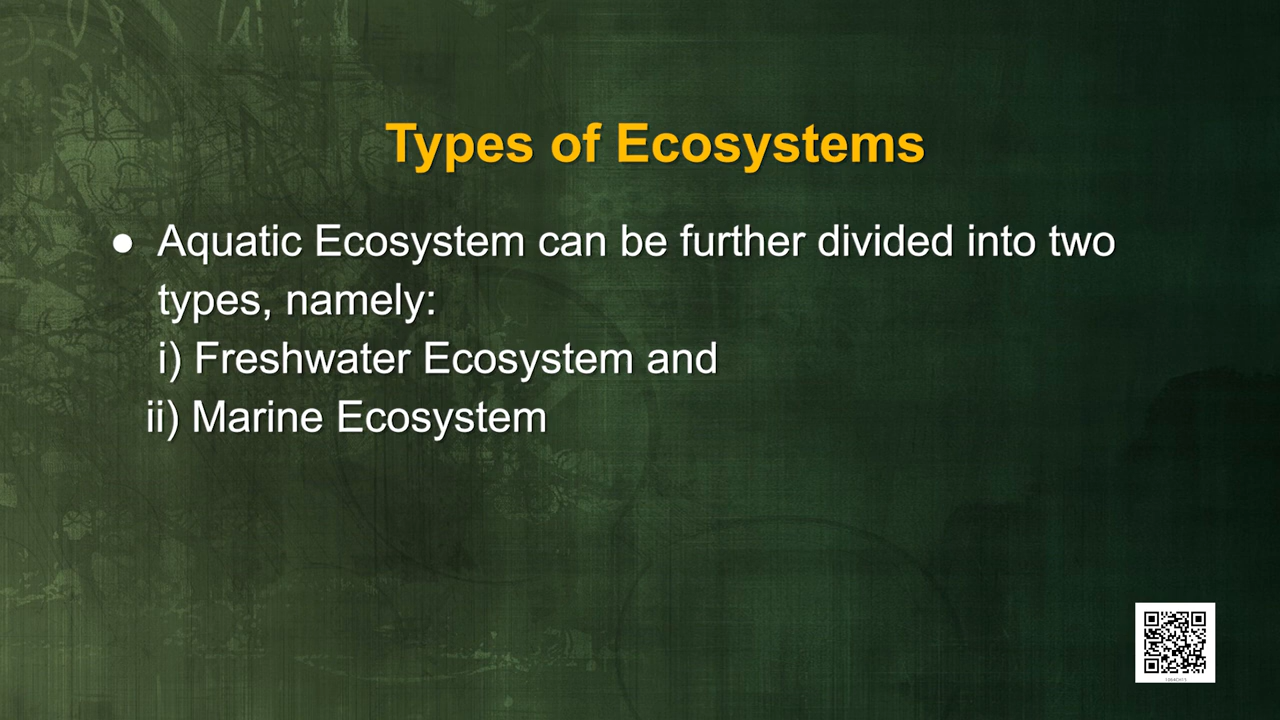 Types of Ecosystems
● Aquatic Ecosystem can be further divided into two
types, namely:
i) Freshwater Ecosystem and
ii) Marine Ecosystem